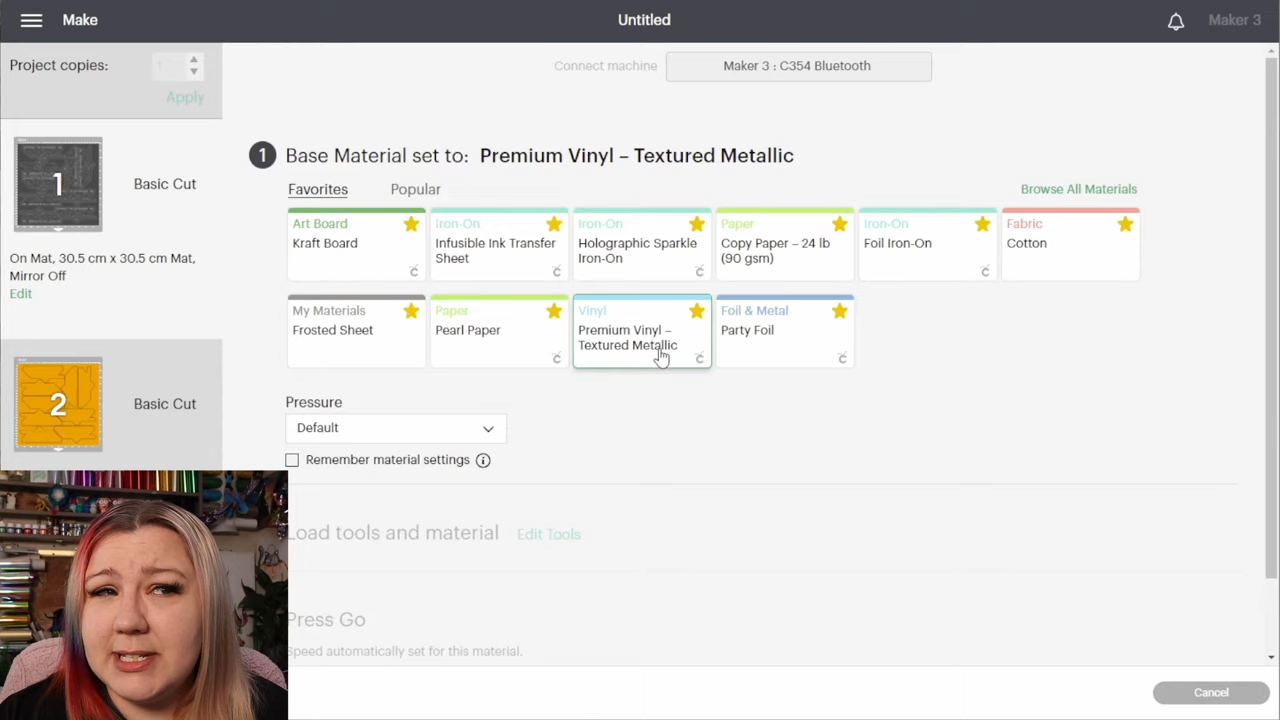 Make
Untitled
Maker 3
Project copies:
1
Apply
Connect machine
Maker 3 : C354 Bluetooth
1
Basic Cut
On Mat, 30.5 cm x 30.5 cm Mat,
Mirror Off
Edit
2
Basic Cut
1 Base Material set to: Premium Vinyl – Textured Metallic
Favorites
Popular
Browse All Materials
Art Board
Kraft Board
Iron-On
Infusible Ink Transfer
Sheet
Iron-On
Holographic Sparkle
Iron-On
Paper
Copy Paper – 24 lb
(90 gsm)
Iron-On
Foil Iron-On
Fabric
Cotton
My Materials
Frosted Sheet
Paper
Pearl Paper
Vinyl
Premium Vinyl –
Textured Metallic
Foil & Metal
Party Foil
Pressure
Default
Remember material settings
Load tools and material
Edit Tools
Press Go
Speed automatically set for this material.
Cancel